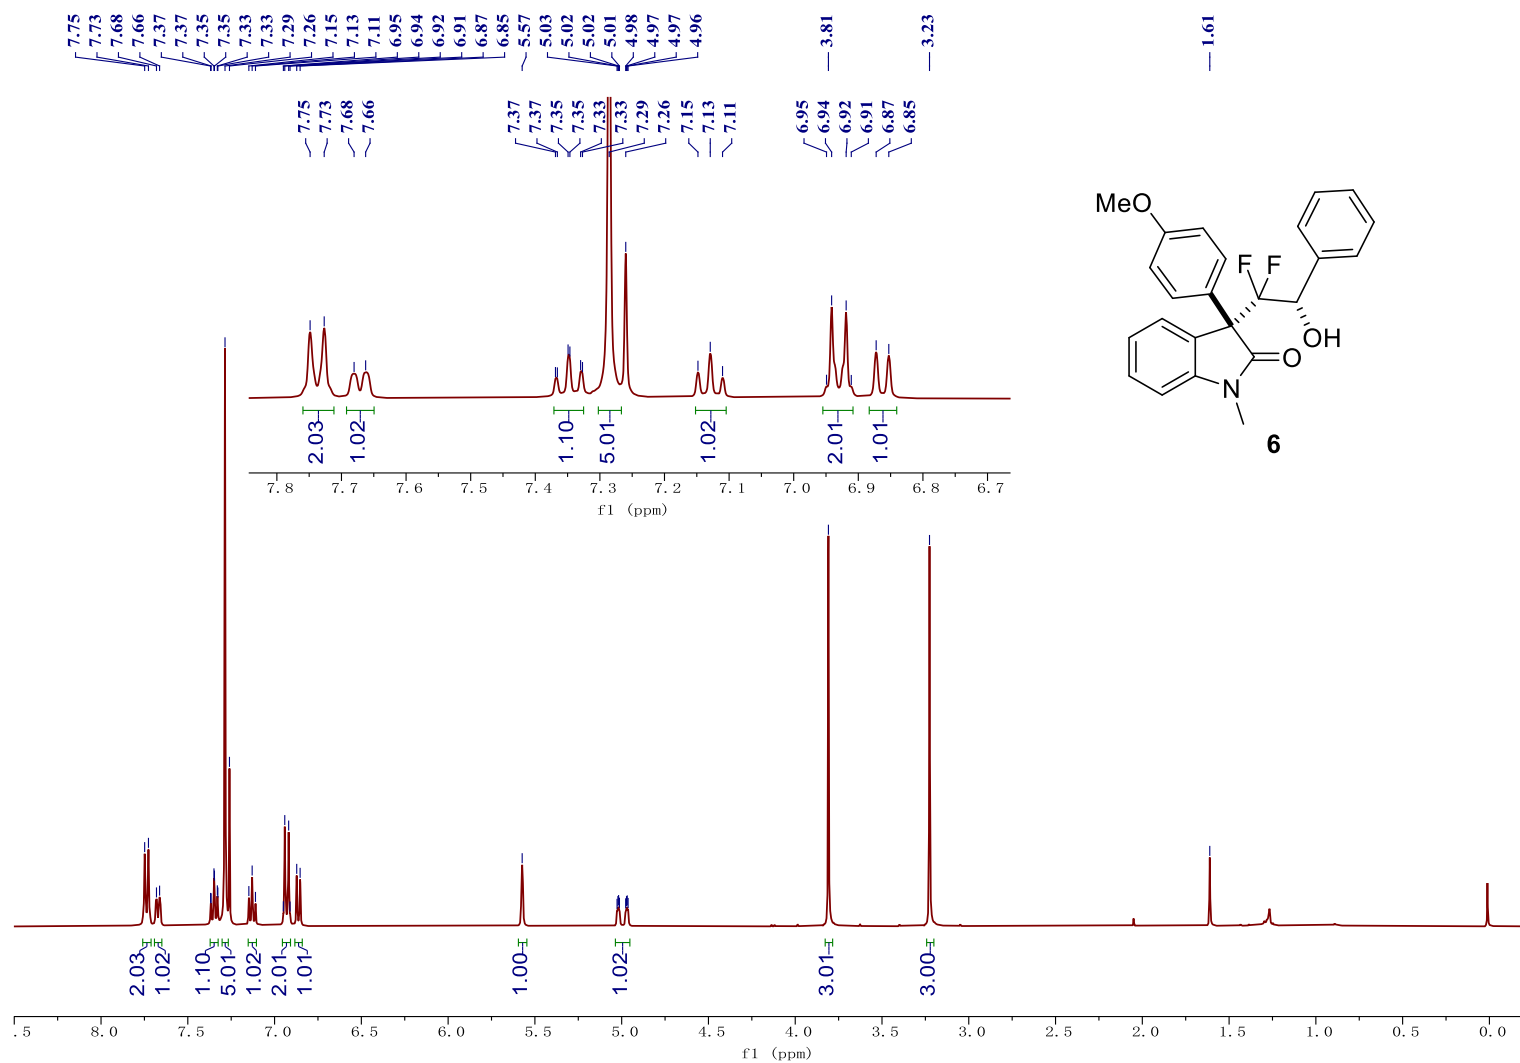 7.75 7.73 7.68 7.66 7.37 7.37 7.35 7.35 7.33 7.33 7.29 7.26 7.15 7.13 7.11 6.95 6.94 6.92 6.91 6.87 6.85 5.57 5.03 5.02 5.02 5.01 4.98 4.97 4.97 4.96 3.81 3.23 1.61
7.75 7.73 7.68 7.66 7.37 7.37 7.35 7.35 7.33 7.33 7.29 7.26 7.15 7.13 7.11 6.95 6.94 6.92 6.91 6.87 6.85
MeO
F F
OH
O
N
6
2.03 1.02 1.10 5.01 1.02 2.01 1.01
7.8 7.7 7.6 7.5 7.4 7.3 7.2 7.1 7.0 6.9 6.8 6.7
f1 (ppm)
2.03 1.02 1.10 5.01 1.02 2.01 1.01 1.00 1.02 3.01 3.00
.5 8.0 7.5 7.0 6.5 6.0 5.5 5.0 4.5 4.0 3.5 3.0 2.5 2.0 1.5 1.0 0.5 0.0
f1 (ppm)